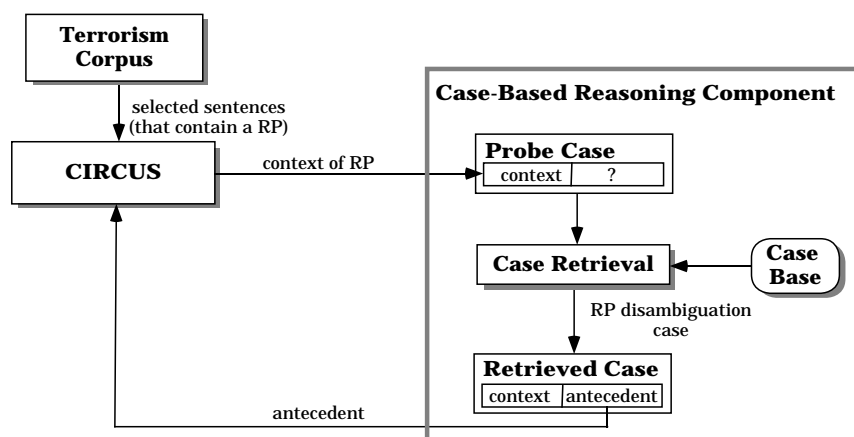 Terrorism
Corpus
selected sentences
(that contain a RP)
CIRCUS
context of RP
Case-Based Reasoning Component
Probe Case
context ?
Case Retrieval
Case
Base
RP disambiguation
case
Retrieved Case
context antecedent
antecedent